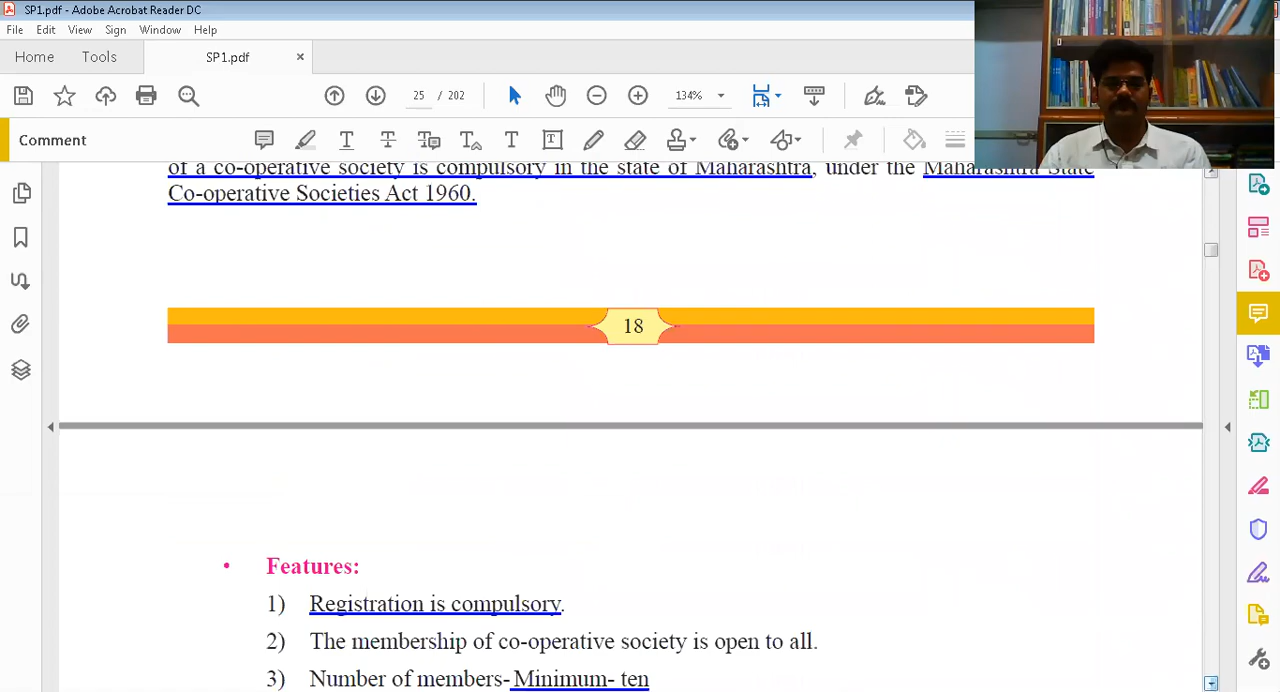 SP1.pdf - Adobe Acrobat Reader DC
File Edit View Sign Window Help
Home Tools SP1.pdf ×
25 / 202 134%
Comment
of a co-operative society is compulsory in the state of Maharashtra, under the Maharashtra State
Co-operative Societies Act 1960.
18
• Features:
1) Registration is compulsory.
2) The membership of co-operative society is open to all.
3) Number of members- Minimum- ten